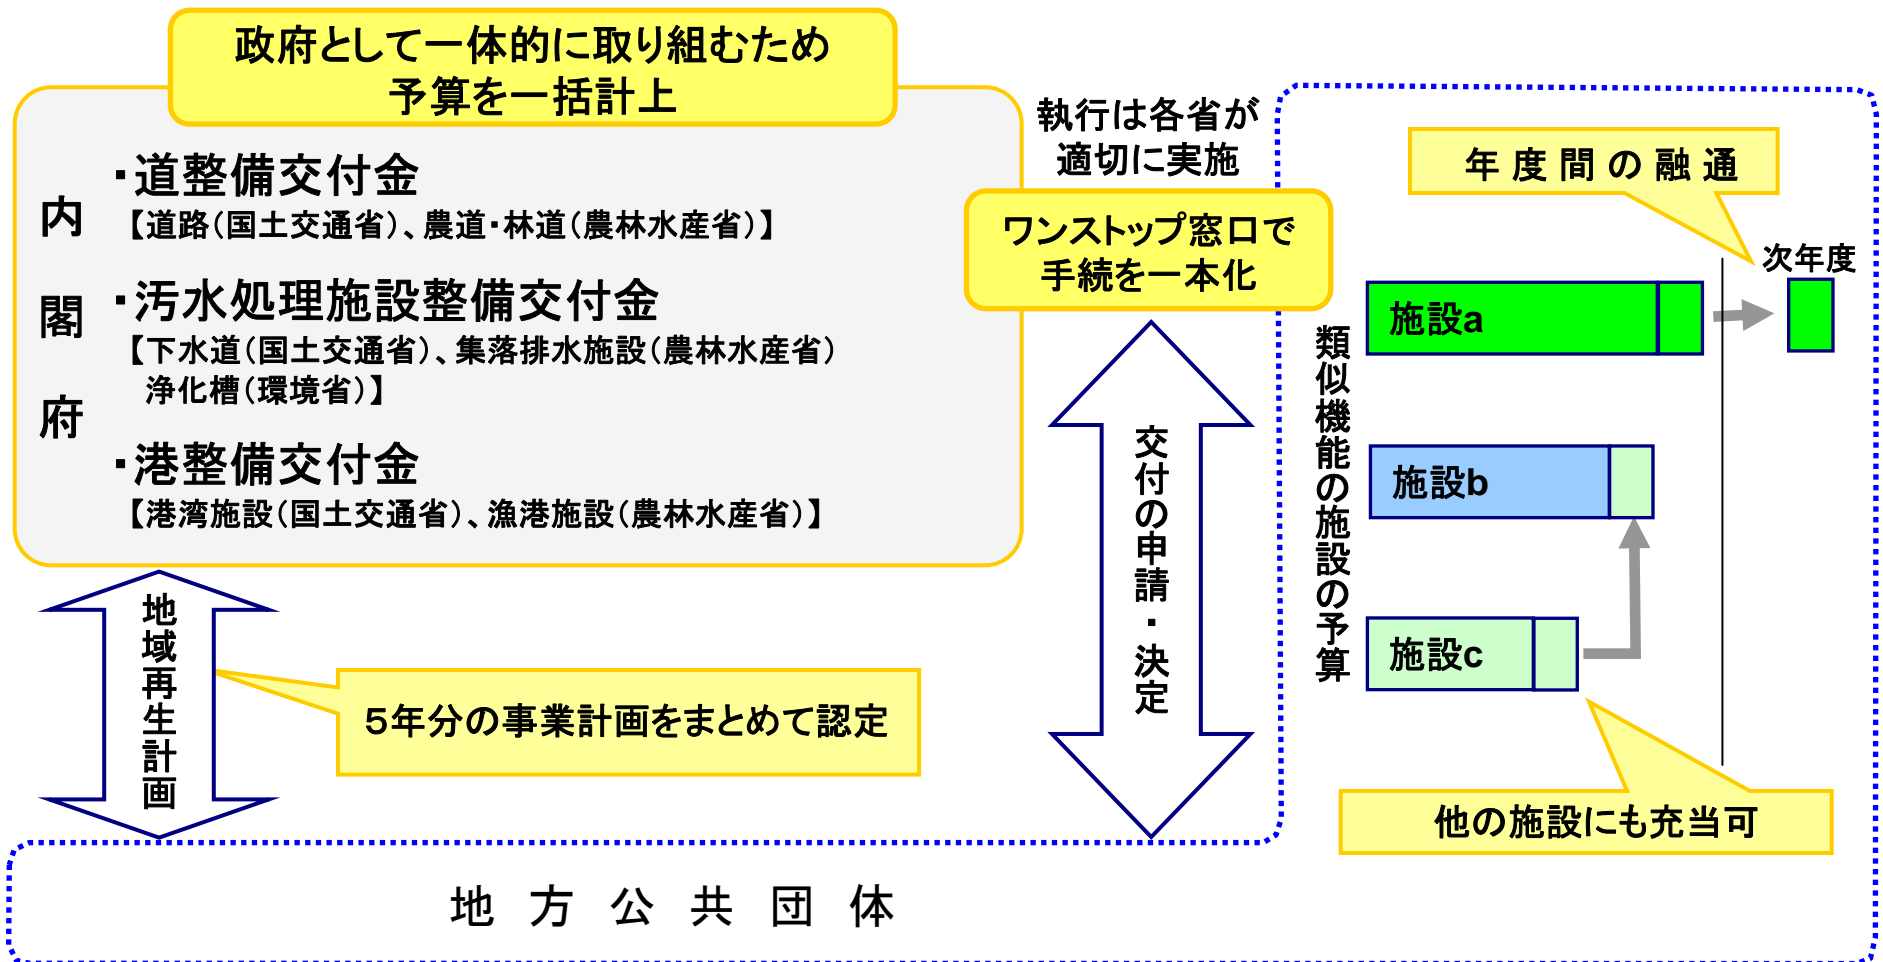 政府として一体的に取り組むため
予算を一括計上
内閣府
・道整備交付金
【道路(国土交通省)、農道・林道(農林水産省)】
・汚水処理施設整備交付金
【下水道(国土交通省)、集落排水施設(農林水産省)
浄化槽(環境省)】
・港整備交付金
【港湾施設(国土交通省)、漁港施設(農林水産省)】
執行は各省が
適切に実施
ワンストップ窓口で
手続を一本化
交付の申請・決定
地域再生計画
5年分の事業計画をまとめて認定
地方公共団体
年度間の融通
次年度
類似機能の施設の予算
施設a
施設b
施設c
他の施設にも充当可